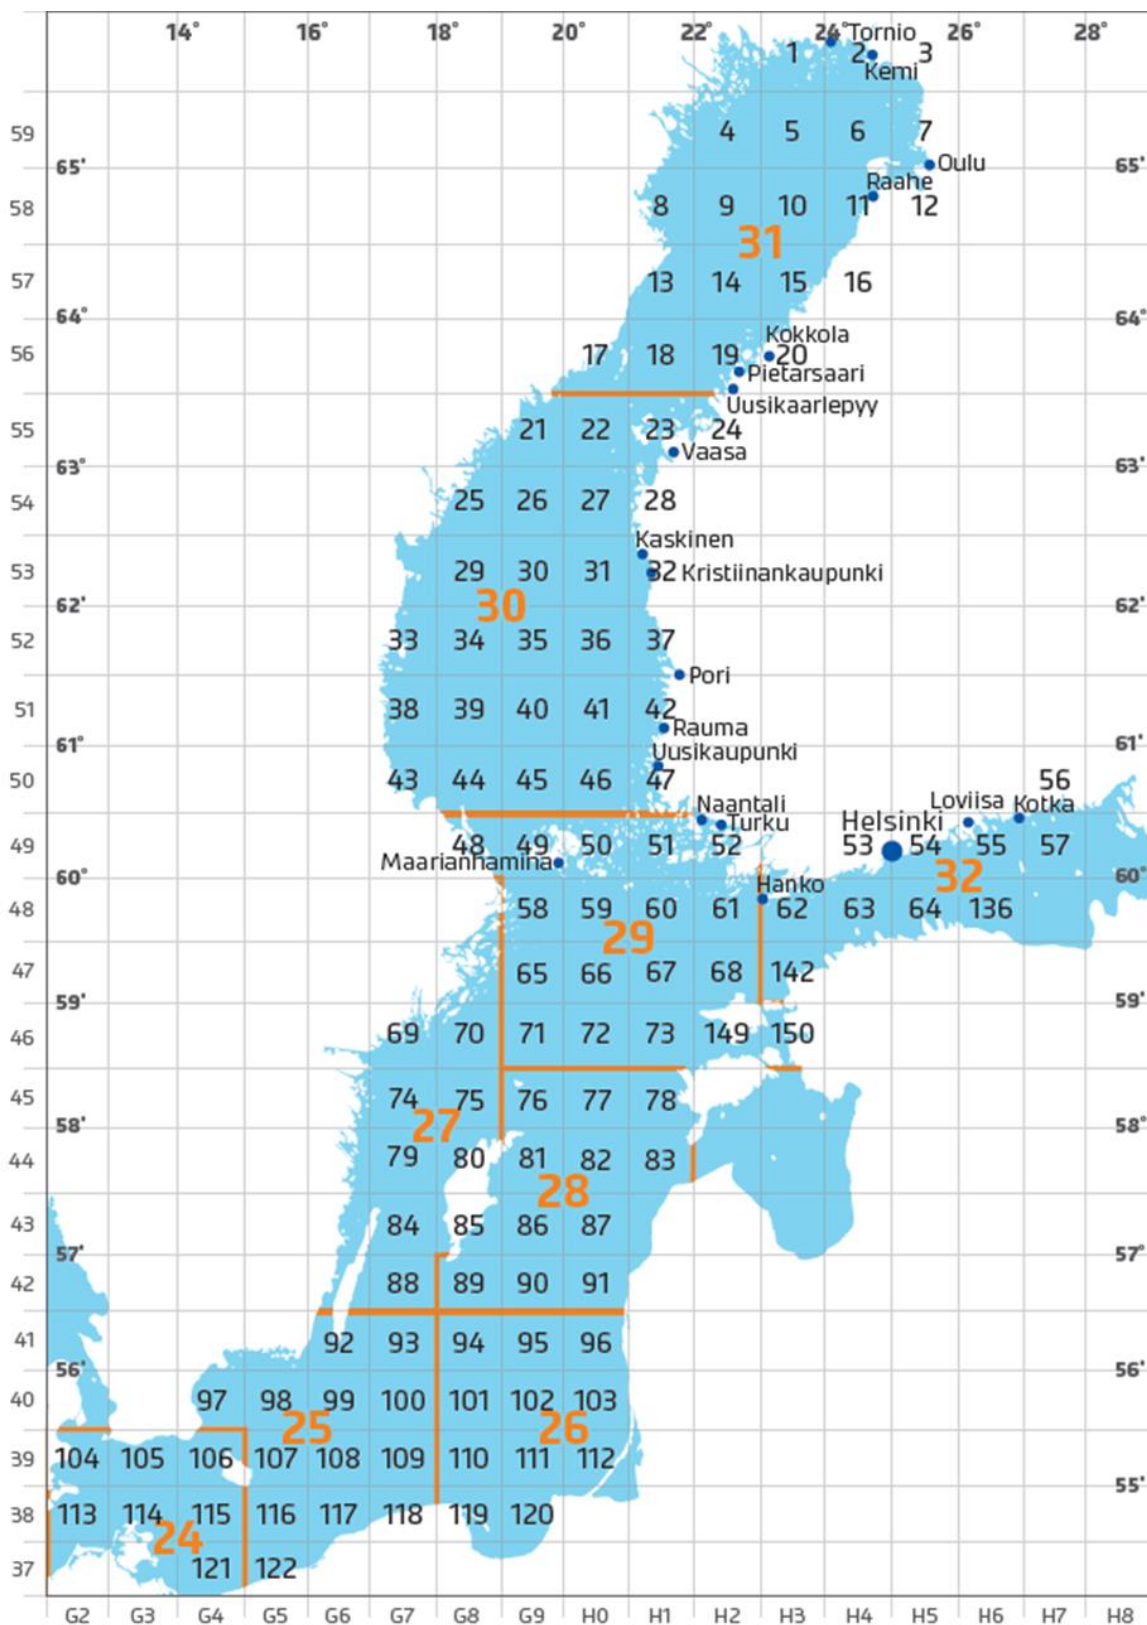 14° 16° 18° 20° 22° 24° Tornio 26° 28°
1 2 3
Kemi
59 4 5 6 7
65° Oulu 65°
Raahe
58 8 9 10 11 12
31
57 13 14 15 16
64° 64°
Kokkola
56 17 18 19 20
Pietarsaari
Uusikaarlepyy
55 21 22 23 24
Vaasa
63° 63°
54 25 26 27 28
Kaskinen
53 29 30 31 32 Kristiinankaupunki
30
62° 62°
52 33 34 35 36 37
Pori
51 38 39 40 41 42
Rauma
61° Uusikaupunki 61°
50 43 44 45 46 47 56
Naantali Loviisa Kotka
Turku Helsinki
49 48 49 50 51 52 53 54 55 57
Maarianhamina
60° Hanko 32 60°
48 58 59 60 61 62 63 64 136
29
47 65 66 67 68 142
59° 59°
46 69 70 71 72 73 149 150
45 74 75 76 77 78
58° 27 58°
44 79 80 81 82 83
28
43 84 85 86 87
57° 57°
42 88 89 90 91
41 92 93 94 95 96
56° 56°
40 97 98 99 100 101 102 103
25 26
39 104 105 106 107 108 109 110 111 112
55°
38 113 114 115 116 117 118 119 120
24
37 121 122
G2 G3 G4 G5 G6 G7 G8 G9 H0 H1 H2 H3 H4 H5 H6 H7 H8